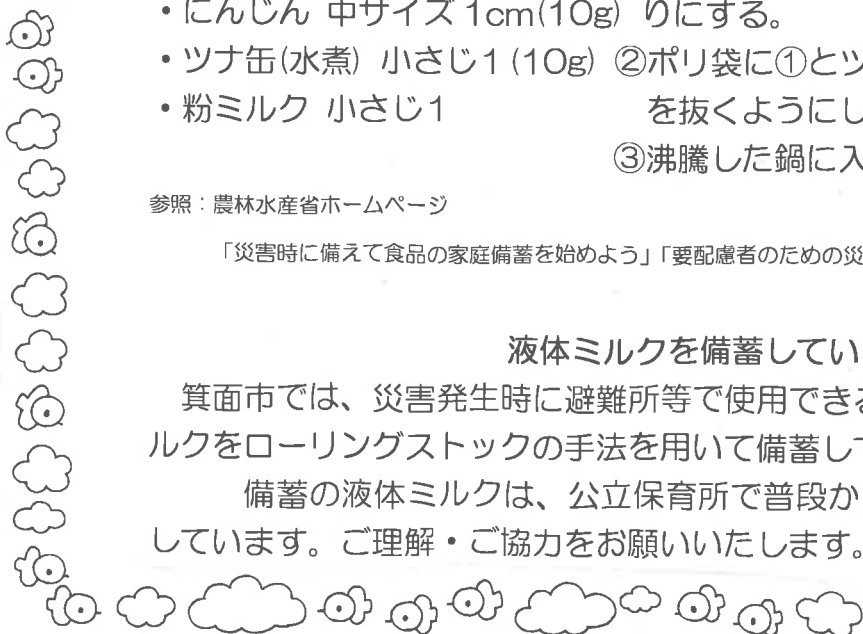 ・にんじん 中サイズ1cm(10g) りにする。
・ツナ缶(水煮) 小さじ1(10g) ②ポリ袋に①とツ
・粉ミルク 小さじ1 を抜くようにし
③沸騰した鍋に入
参照：農林水産省ホームページ
「災害時に備えて食品の家庭備蓄を始めよう」「要配慮者のための災
液体ミルクを備蓄してい
箕面市では、災害発生時に避難所等で使用でき
ルクをローリングストックの手法を用いて備蓄し
備蓄の液体ミルクは、公立保育所で普段か
しています。ご理解・ご協力をお願いいたします。